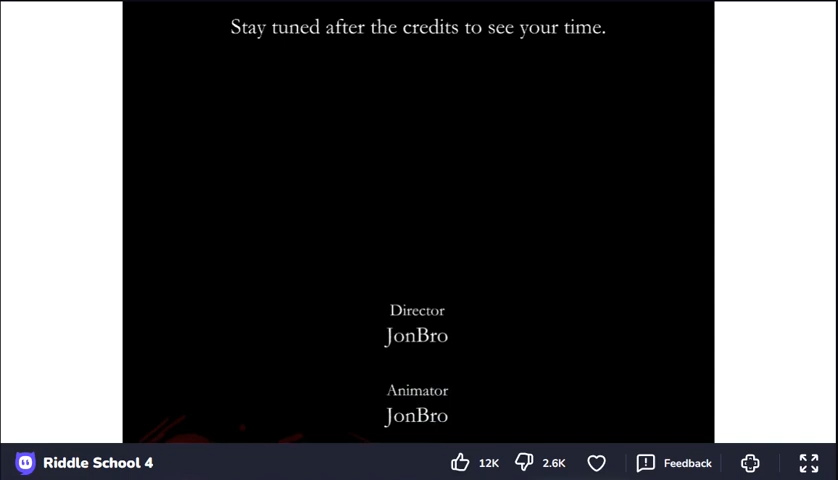 Stay tuned after the credits to see your time.
Director
JonBro
Animator
JonBro
Riddle School 4
12K
2.6K
Feedback